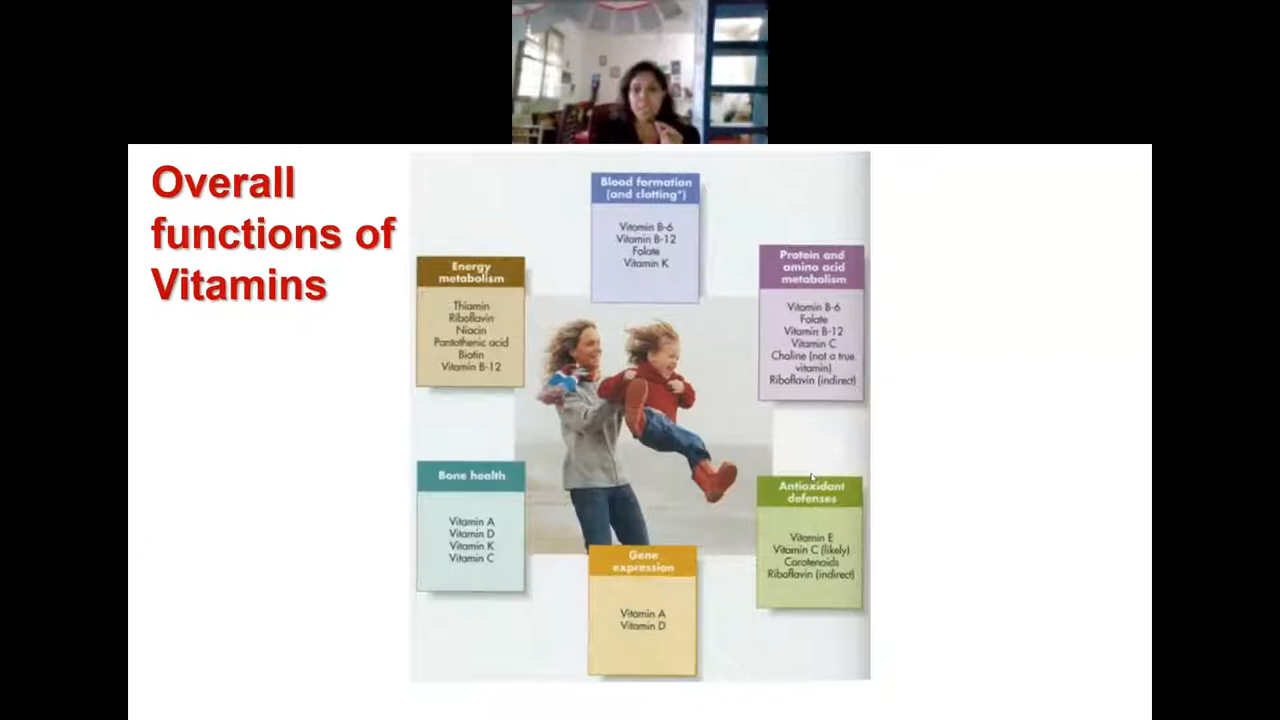 Overall
functions of
Vitamins
Blood formation
(and clotting*)
Vitamin B-6
Vitamin B-12
Folate
Vitamin K
Energy
metabolism
Thiamin
Riboflavin
Niacin
Pantothenic acid
Biotin
Vitamin B-12
Protein and
amino acid
metabolism
Vitamin B-6
Folate
Vitamin B-12
Vitamin C
Choline (not a true
vitamin)
Riboflavin (indirect)
Bone health
Vitamin A
Vitamin D
Vitamin K
Vitamin C
Antioxidant
defenses
Vitamin E
Vitamin C (likely)
Carotenoids
Riboflavin (indirect)
Gene
expression
Vitamin A
Vitamin D